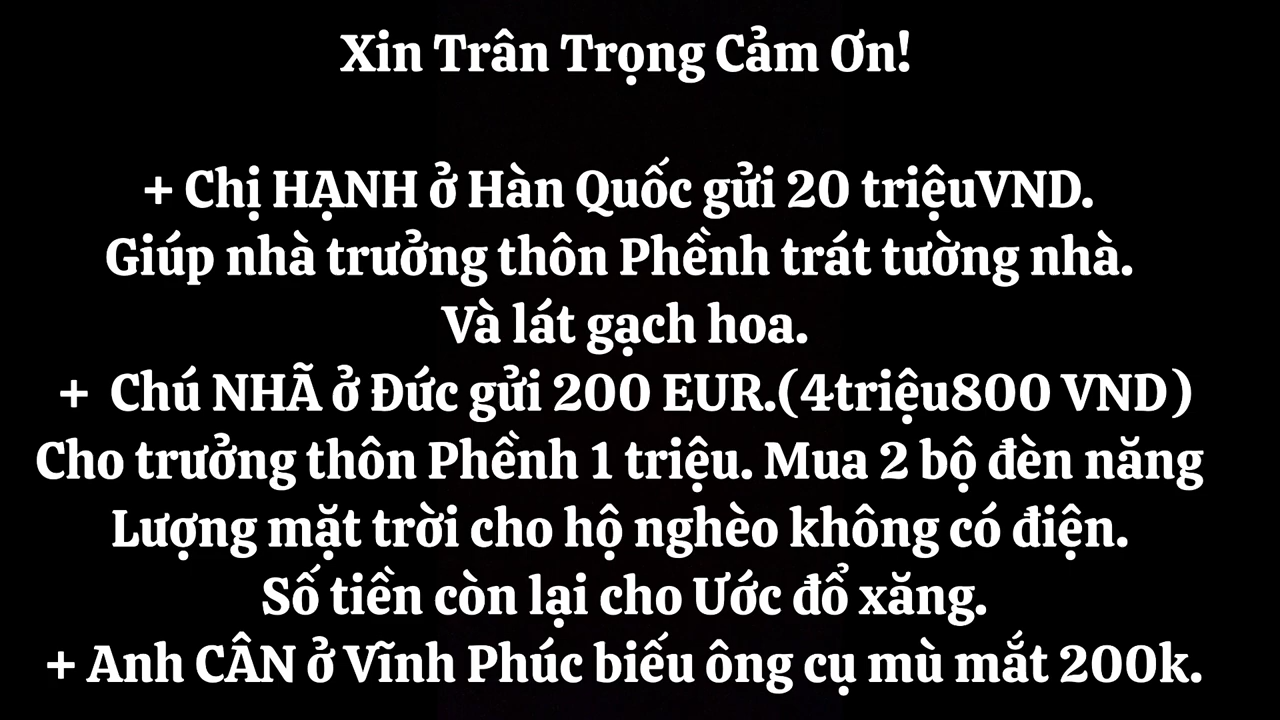 Xin Trân Trọng Cảm Ơn!
+ Chị HẠNH ở Hàn Quốc gửi 20 triệuVND.
Giúp nhà trưởng thôn Phềnh trát tường nhà.
Và lát gạch hoa.
+ Chú NHÃ ở Đức gửi 200 EUR.(4triệu800 VND)
Cho trưởng thôn Phềnh 1 triệu. Mua 2 bộ đèn năng
Lượng mặt trời cho hộ nghèo không có điện.
Số tiền còn lại cho Ước đổ xăng.
+ Anh CÂN ở Vĩnh Phúc biếu ông cụ mù mắt 200k.